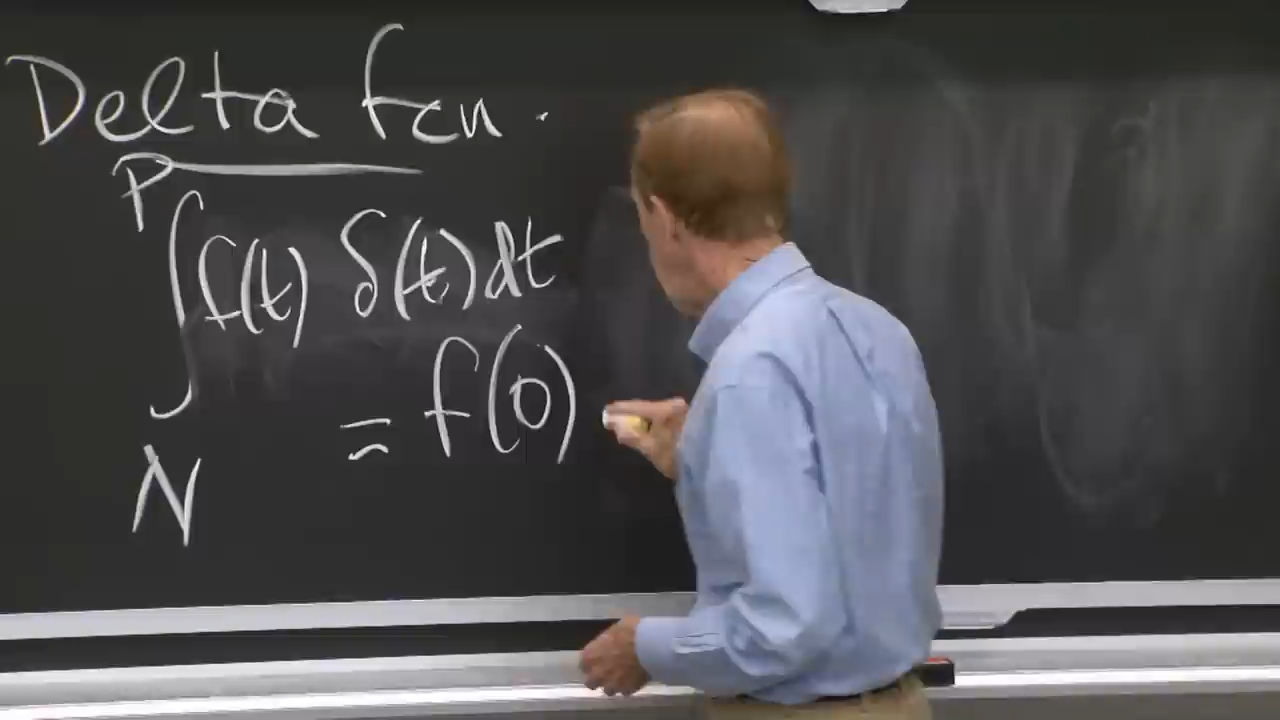 Delta fcn.
P
∫ f(t) δ(t) dt
= f(0)
N